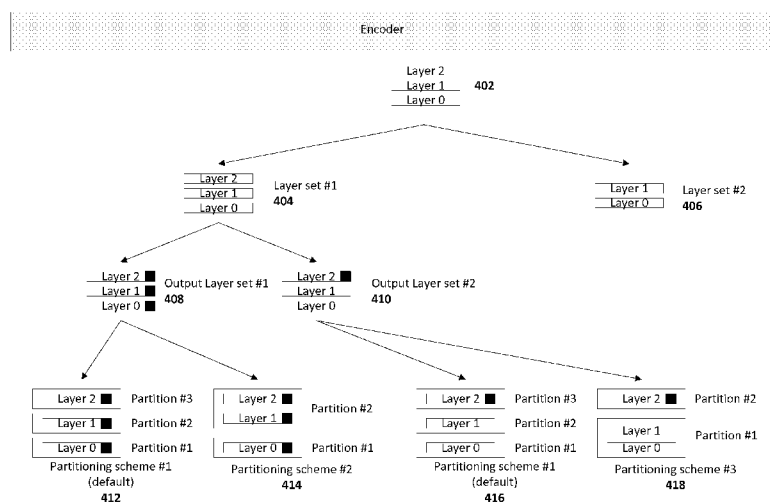 Encoder
Layer 2
Layer 1
Layer 0
402
Layer 2
Layer 1
Layer 0
Layer set #1
404
Layer 1
Layer 0
Layer set #2
406
Layer 2
Layer 1
Layer 0
Output Layer set #1
408
Layer 2
Layer 1
Layer 0
Output Layer set #2
410
Layer 2 Partition #3
Layer 1 Partition #2
Layer 0 Partition #1
Partitioning scheme #1
(default)
412
Layer 2
Layer 1
Partition #2
Layer 0 Partition #1
Partitioning scheme #2
414
Layer 2 Partition #3
Layer 1 Partition #2
Layer 0 Partition #1
Partitioning scheme #1
(default)
416
Layer 2 Partition #2
Layer 1
Layer 0
Partition #1
Partitioning scheme #3
418